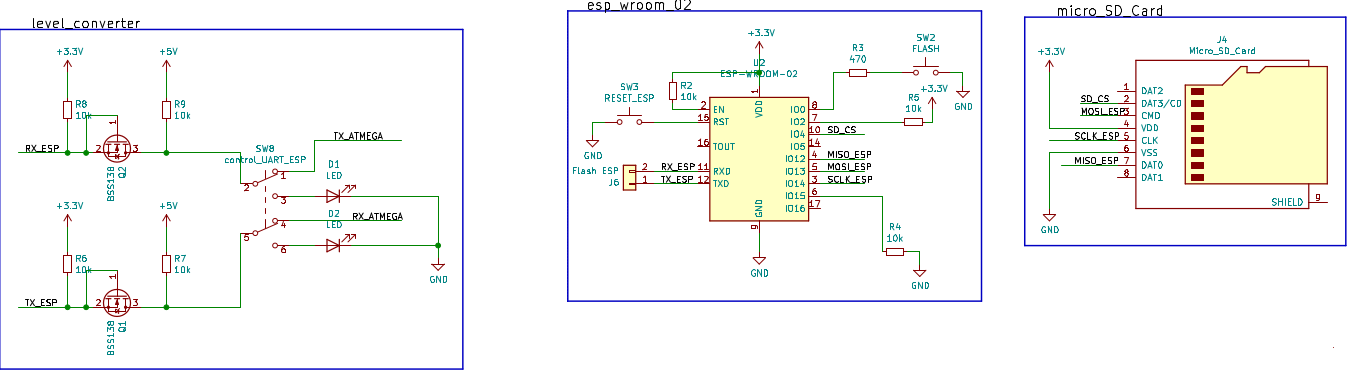 level_converter
+3.3V
+5V
R8
10k
R9
10k
1
RX_ESP
2
3
BSS138
Q2
TX_ATMEGA
SW8
control_UART_ESP
1
2
3
D1
LED
4
5
6
RX_ATMEGA
D2
LED
GND
+3.3V
+5V
R6
10k
R7
10k
1
TX_ESP
2
3
BSS138
Q1
esp_wroom_02
+3.3V
U2
ESP-WROOM-02
R2
10k
SW3
RESET_ESP
GND
R3
470
SW2
FLASH
GND
R5
10k
+3.3V
1
VDD
2 EN
15 RST
16 TOUT
11 RXD
12 TXD
IO0 8
IO2 7
IO4 10 SD_CS
IO5 14
IO12 4 MISO_ESP
IO13 5 MOSI_ESP
IO14 3 SCLK_ESP
IO15 6
IO16 17
GND
9
GND
Flash ESP
J6
2 RX_ESP
1 TX_ESP
R4
10k
GND
micro_SD_Card
+3.3V
J4
Micro_SD_Card
1 DAT2
SD_CS 2 DAT3/CD
MOSI_ESP 3 CMD
4 VDD
SCLK_ESP 5 CLK
6 VSS
MISO_ESP 7 DAT0
8 DAT1
SHIELD 9
GND